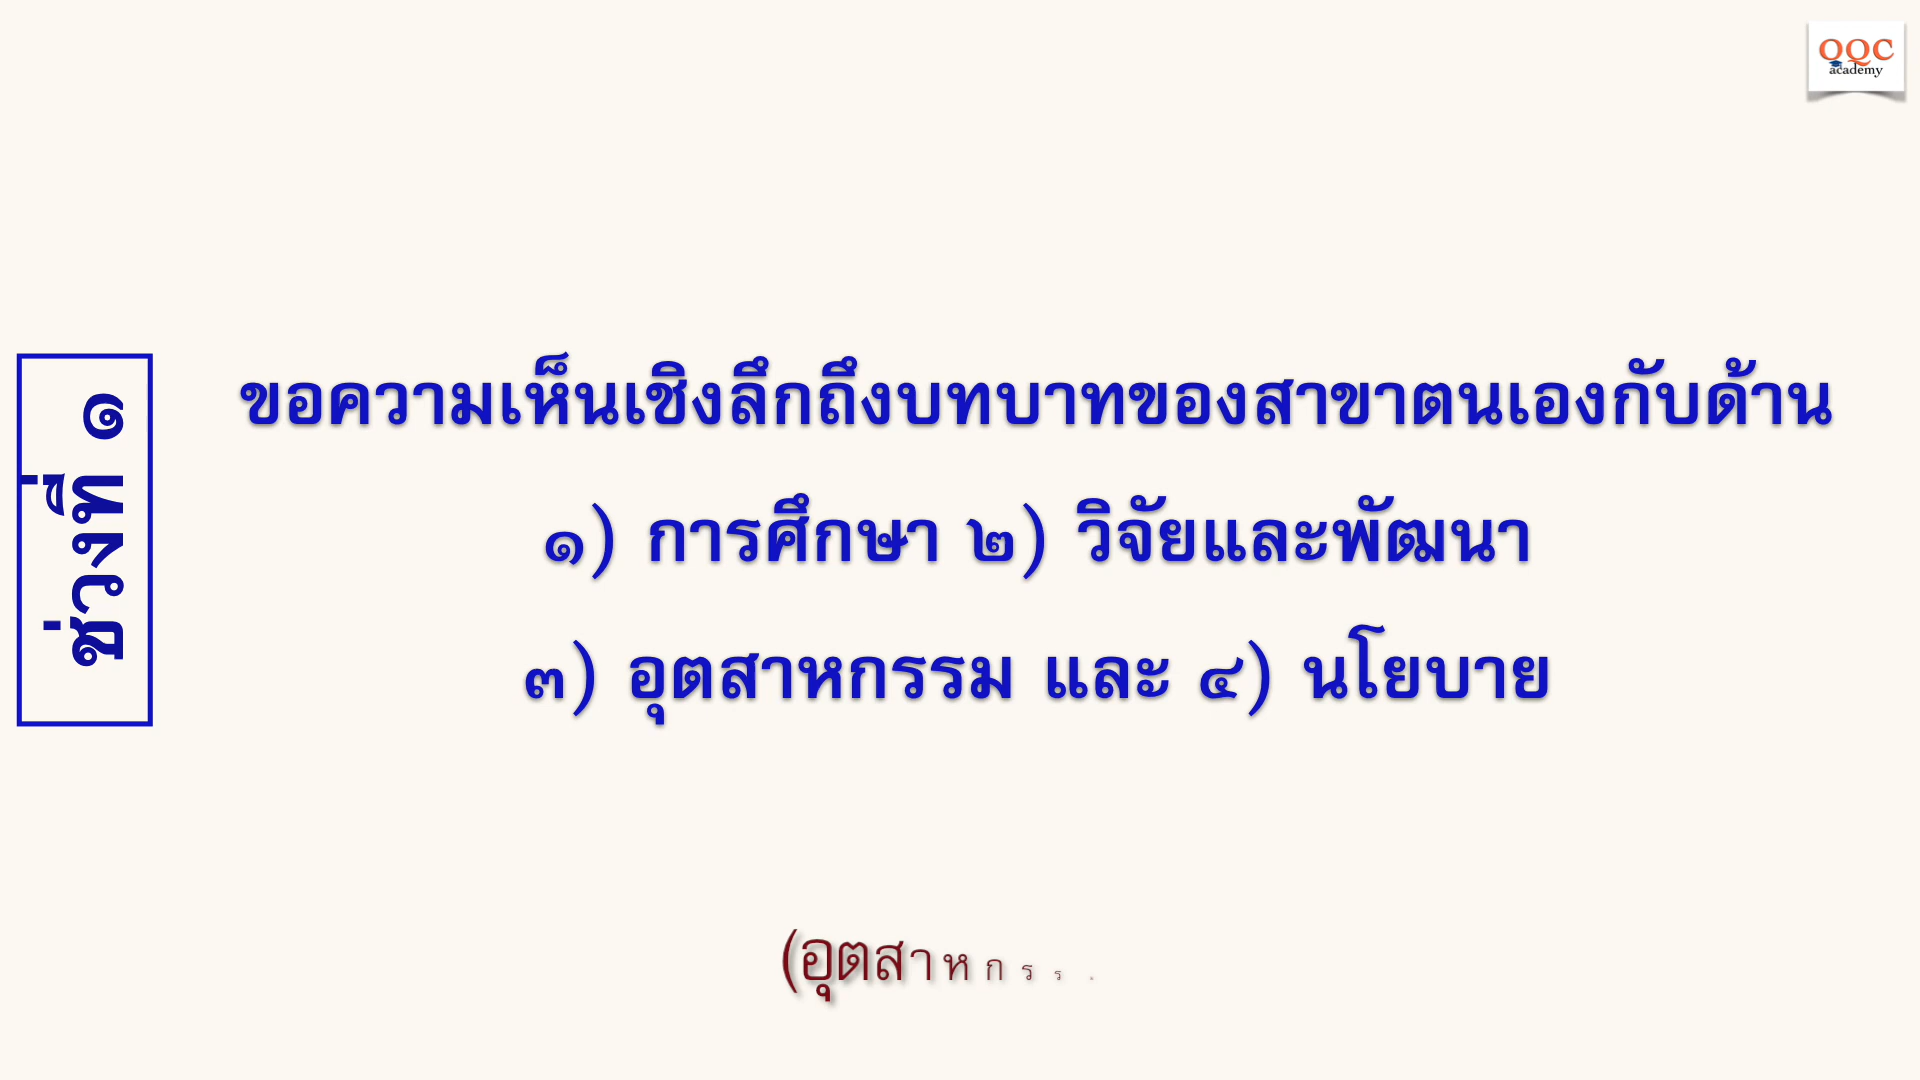 OQC
academy
ช่วงที่ ๑
ขอความเห็นเชิงลึกถึงบทบาทของสาขาตนเองกับด้าน
๑) การศึกษา ๒) วิจัยและพัฒนา
๓) อุตสาหกรรม และ ๔) นโยบาย
(อุตสาหกรร